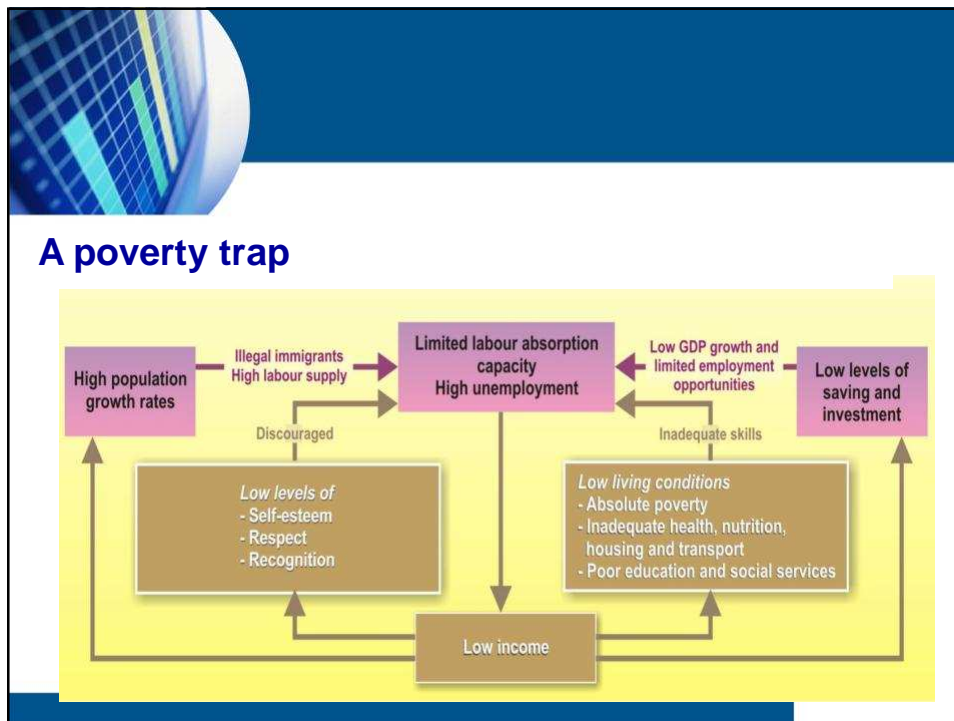 A poverty trap
High population
growth rates
Illegal immigrants
High labour supply
Limited labour absorption
capacity
High unemployment
Low GDP growth and
limited employment
opportunities
Low levels of
saving and
investment
Discouraged
Inadequate skills
Low levels of
- Self-esteem
- Respect
- Recognition
Low living conditions
- Absolute poverty
- Inadequate health, nutrition,
housing and transport
- Poor education and social services
Low income